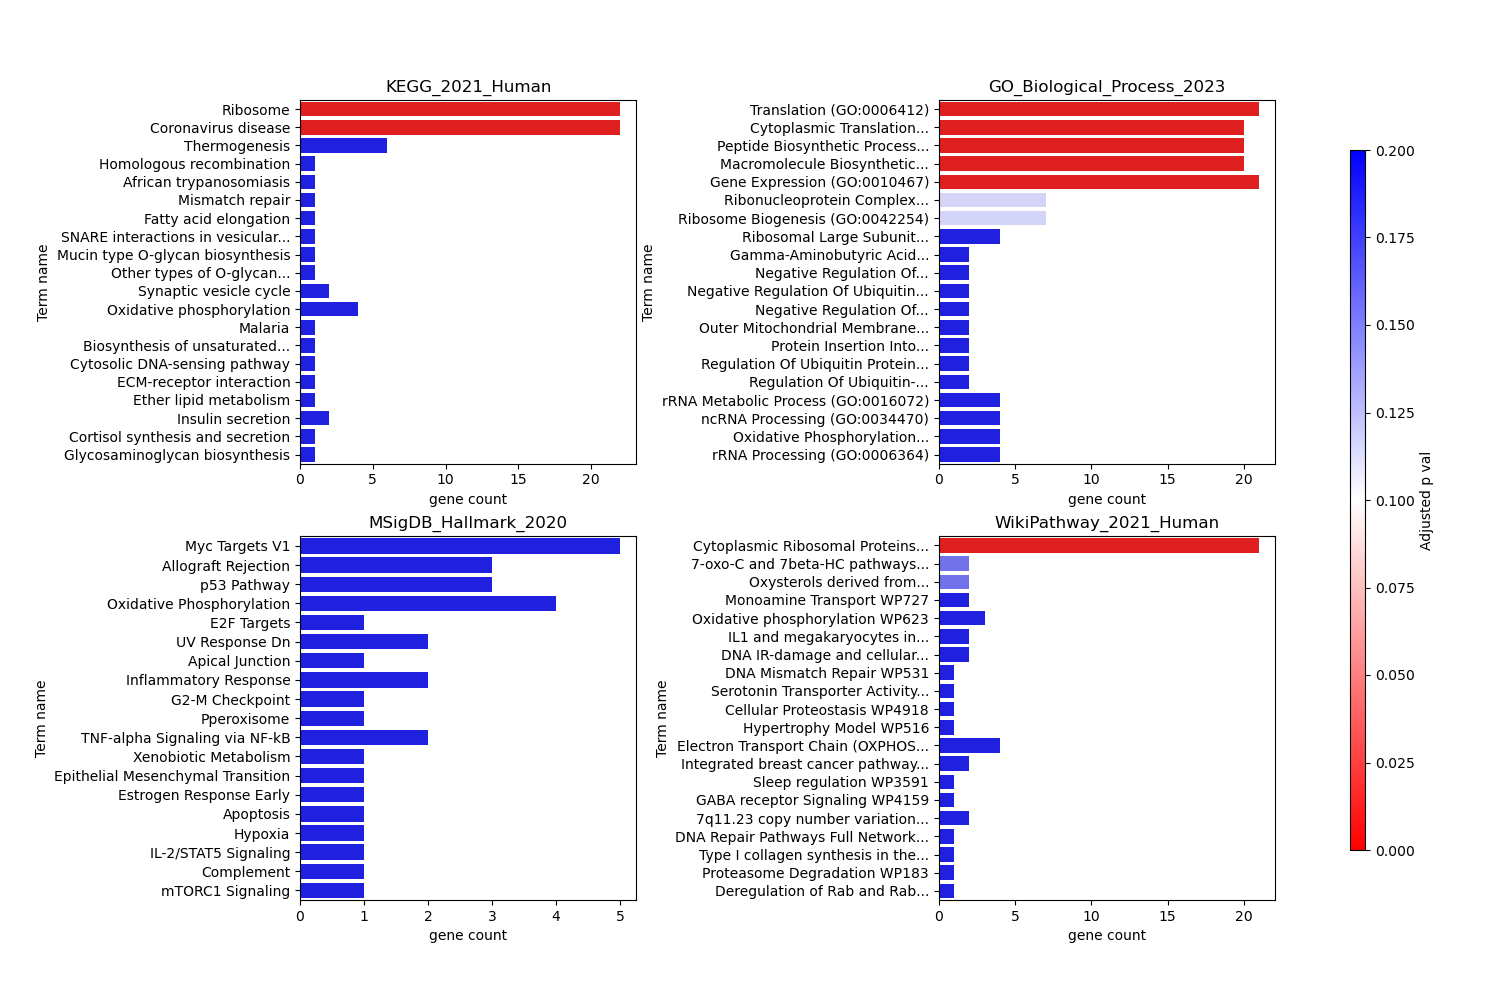 KEGG_2021_Human
Ribosome
Coronavirus disease
Thermogenesis
Homologous recombination
African trypanosomiasis
Mismatch repair
Fatty acid elongation
SNARE interactions in vesicular...
Mucin type O-glycan biosynthesis
Other types of O-glycan...
Synaptic vesicle cycle
Oxidative phosphorylation
Malaria
Biosynthesis of unsaturated...
Cytosolic DNA-sensing pathway
ECM-receptor interaction
Ether lipid metabolism
Insulin secretion
Cortisol synthesis and secretion
Glycosaminoglycan biosynthesis
Term name
0 5 10 15 20
gene count
GO_Biological_Process_2023
Translation (GO:0006412)
Cytoplasmic Translation...
Peptide Biosynthetic Process...
Macromolecule Biosynthetic...
Gene Expression (GO:0010467)
Ribonucleoprotein Complex...
Ribosome Biogenesis (GO:0042254)
Ribosomal Large Subunit...
Gamma-Aminobutyric Acid...
Negative Regulation Of...
Negative Regulation Of Ubiquitin...
Negative Regulation Of...
Outer Mitochondrial Membrane...
Protein Insertion Into...
Regulation Of Ubiquitin Protein...
Regulation Of Ubiquitin-...
rRNA Metabolic Process (GO:0016072)
ncRNA Processing (GO:0034470)
Oxidative Phosphorylation...
rRNA Processing (GO:0006364)
Term name
0 5 10 15 20
gene count
MSigDB_Hallmark_2020
Myc Targets V1
Allograft Rejection
p53 Pathway
Oxidative Phosphorylation
E2F Targets
UV Response Dn
Apical Junction
Inflammatory Response
G2-M Checkpoint
Pperoxisome
TNF-alpha Signaling via NF-kB
Xenobiotic Metabolism
Epithelial Mesenchymal Transition
Estrogen Response Early
Apoptosis
Hypoxia
IL-2/STAT5 Signaling
Complement
mTORC1 Signaling
Term name
0 1 2 3 4 5
gene count
WikiPathway_2021_Human
Cytoplasmic Ribosomal Proteins...
7-oxo-C and 7beta-HC pathways...
Oxysterols derived from...
Monoamine Transport WP727
Oxidative phosphorylation WP623
IL1 and megakaryocytes in...
DNA IR-damage and cellular...
DNA Mismatch Repair WP531
Serotonin Transporter Activity...
Cellular Proteostasis WP4918
Hypertrophy Model WP516
Electron Transport Chain (OXPHOS...
Integrated breast cancer pathway...
Sleep regulation WP3591
GABA receptor Signaling WP4159
7q11.23 copy number variation...
DNA Repair Pathways Full Network...
Type I collagen synthesis in the...
Proteasome Degradation WP183
Deregulation of Rab and Rab...
Term name
0 5 10 15 20
gene count
0.200
0.175
0.150
0.125
0.100
0.075
0.050
0.025
0.000
Adjusted p val